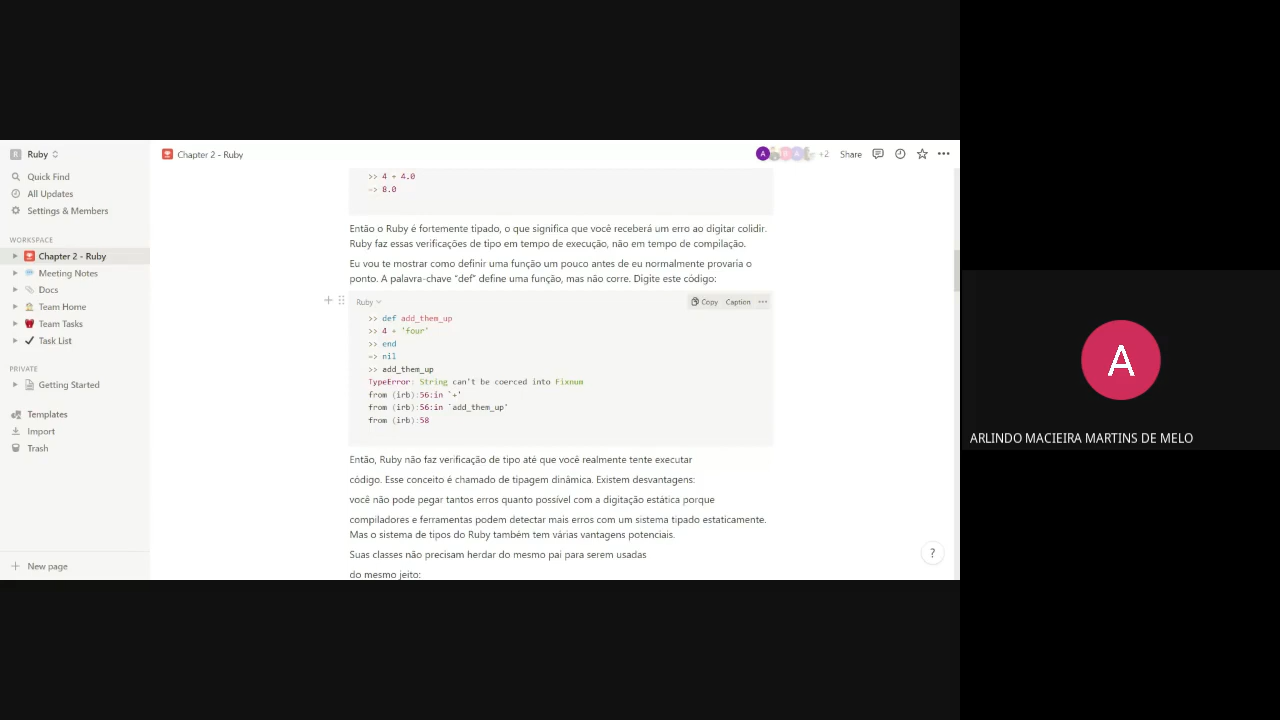 Ruby
Chapter 2 - Ruby
A
+2
Share
Quick Find
All Updates
Settings & Members
WORKSPACE
Chapter 2 - Ruby
Meeting Notes
Docs
Team Home
Team Tasks
Task List
PRIVATE
Getting Started
Templates
Import
Trash
New page
>> 4 + 4.0
=> 8.0
Então o Ruby é fortemente tipado, o que significa que você receberá um erro ao digitar colidir.
Ruby faz essas verificações de tipo em tempo de execução, não em tempo de compilação.
Eu vou te mostrar como definir uma função um pouco antes de eu normalmente provaria o
ponto. A palavra-chave "def" define uma função, mas não corre. Digite este código:
Ruby
Copy Caption
>> def add_them_up
>> 4 + 'four'
>> end
=> nil
>> add_them_up
TypeError: String can't be coerced into Fixnum
from (irb):56:in `+'
from (irb):56:in `add_them_up'
from (irb):58
Então, Ruby não faz verificação de tipo até que você realmente tente executar
código. Esse conceito é chamado de tipagem dinâmica. Existem desvantagens:
você não pode pegar tantos erros quanto possível com a digitação estática porque
compiladores e ferramentas podem detectar mais erros com um sistema tipado estaticamente.
Mas o sistema de tipos do Ruby também tem várias vantagens potenciais.
Suas classes não precisam herdar do mesmo pai para serem usadas
do mesmo jeito:
?
A
ARLINDO MACIEIRA MARTINS DE MELO